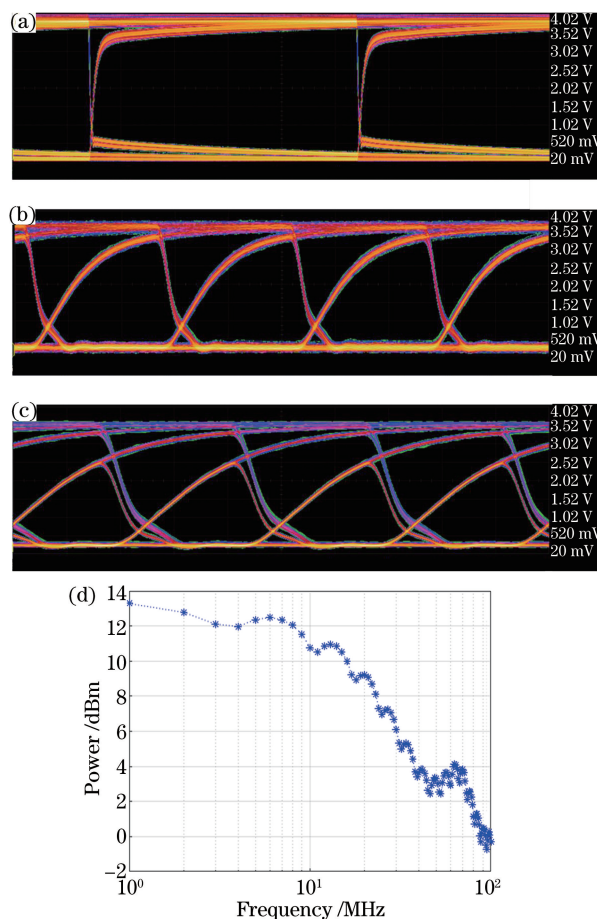 (a)
4.02 V
3.52 V
3.02 V
2.52 V
2.02 V
1.52 V
1.02 V
520 mV
20 mV
(b)
4.02 V
3.52 V
3.02 V
2.52 V
2.02 V
1.52 V
1.02 V
520 mV
20 mV
(c)
4.02 V
3.52 V
3.02 V
2.52 V
2.02 V
1.52 V
1.02 V
520 mV
20 mV
(d)
14
12
10
8
6
4
2
0
−2
Power /dBm
10⁰ 10¹ 10²
Frequency /MHz